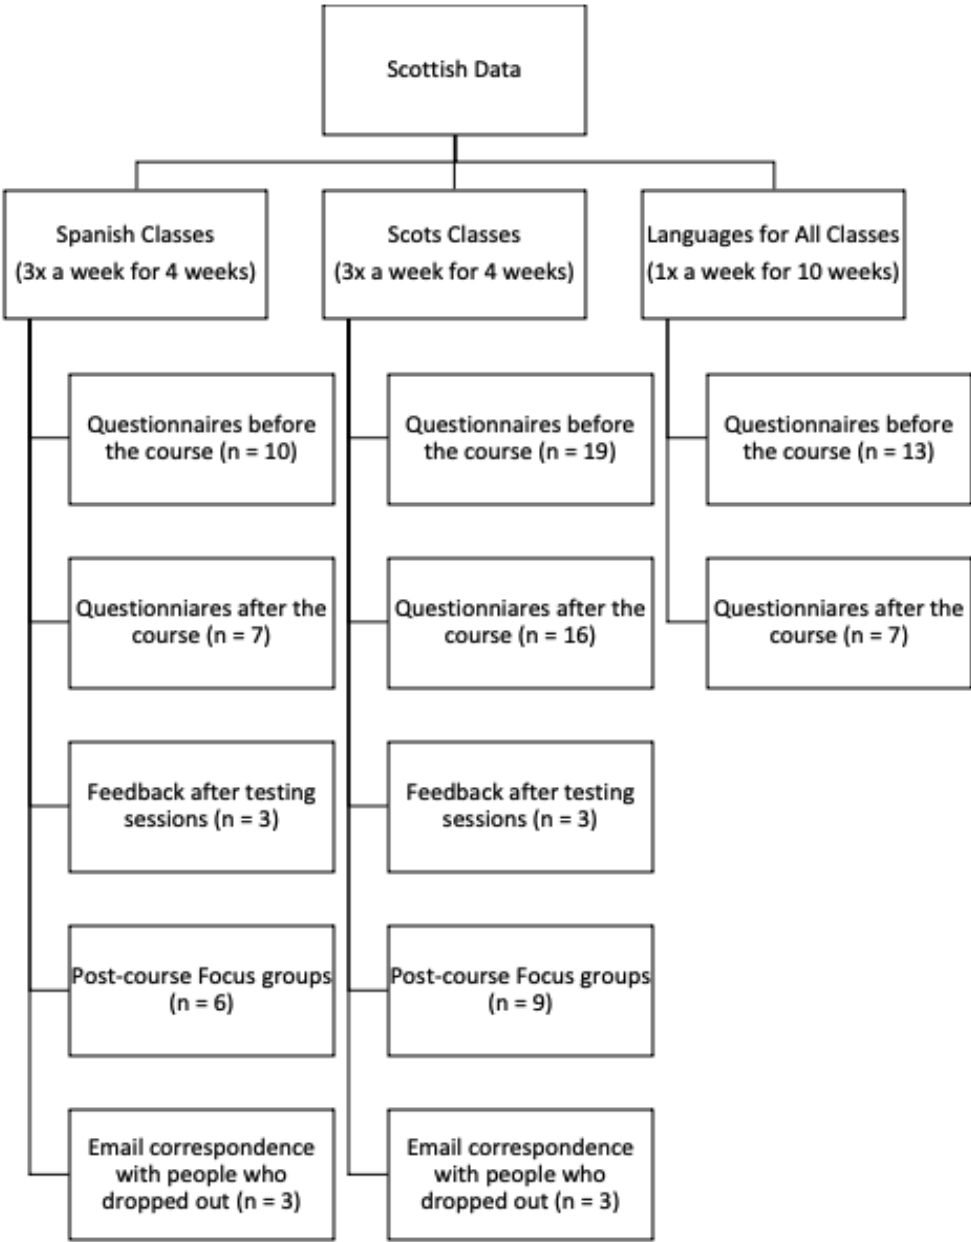 Scottish Data
Spanish Classes
(3x a week for 4 weeks)
Scots Classes
(3x a week for 4 weeks)
Languages for All Classes
(1x a week for 10 weeks)
Questionnaires before
the course (n = 10)
Questionnaires before
the course (n = 19)
Questionnaires before
the course (n = 13)
Questionniares after the
course (n = 7)
Questionniares after the
course (n = 16)
Questionniares after the
course (n = 7)
Feedback after testing
sessions (n = 3)
Feedback after testing
sessions (n = 3)
Post-course Focus groups
(n = 6)
Post-course Focus groups
(n = 9)
Email correspondence
with people who
dropped out (n = 3)
Email correspondence
with people who
dropped out (n = 3)